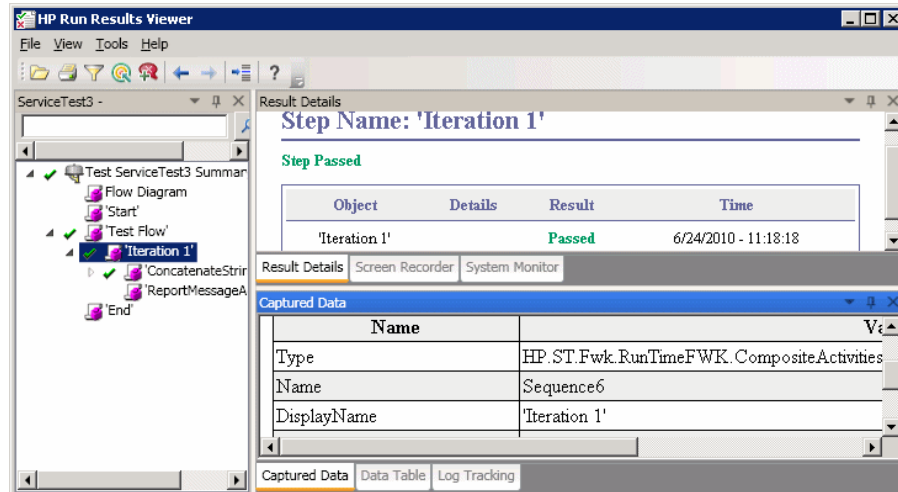 HP Run Results Viewer
File View Tools Help
?
ServiceTest3 -
Test ServiceTest3 Summar
Flow Diagram
'Start'
'Test Flow'
'Iteration 1'
'ConcatenateStrin
'ReportMessageA
'End'
Result Details
Step Name: 'Iteration 1'
Step Passed
Object Details Result Time
'Iteration 1' Passed 6/24/2010 - 11:18:18
Result Details Screen Recorder System Monitor
Captured Data
Name Va
Type HP.ST.Fwk.RunTimeFWK.CompositeActivities
Name Sequence6
DisplayName 'Iteration 1'
Captured Data Data Table Log Tracking